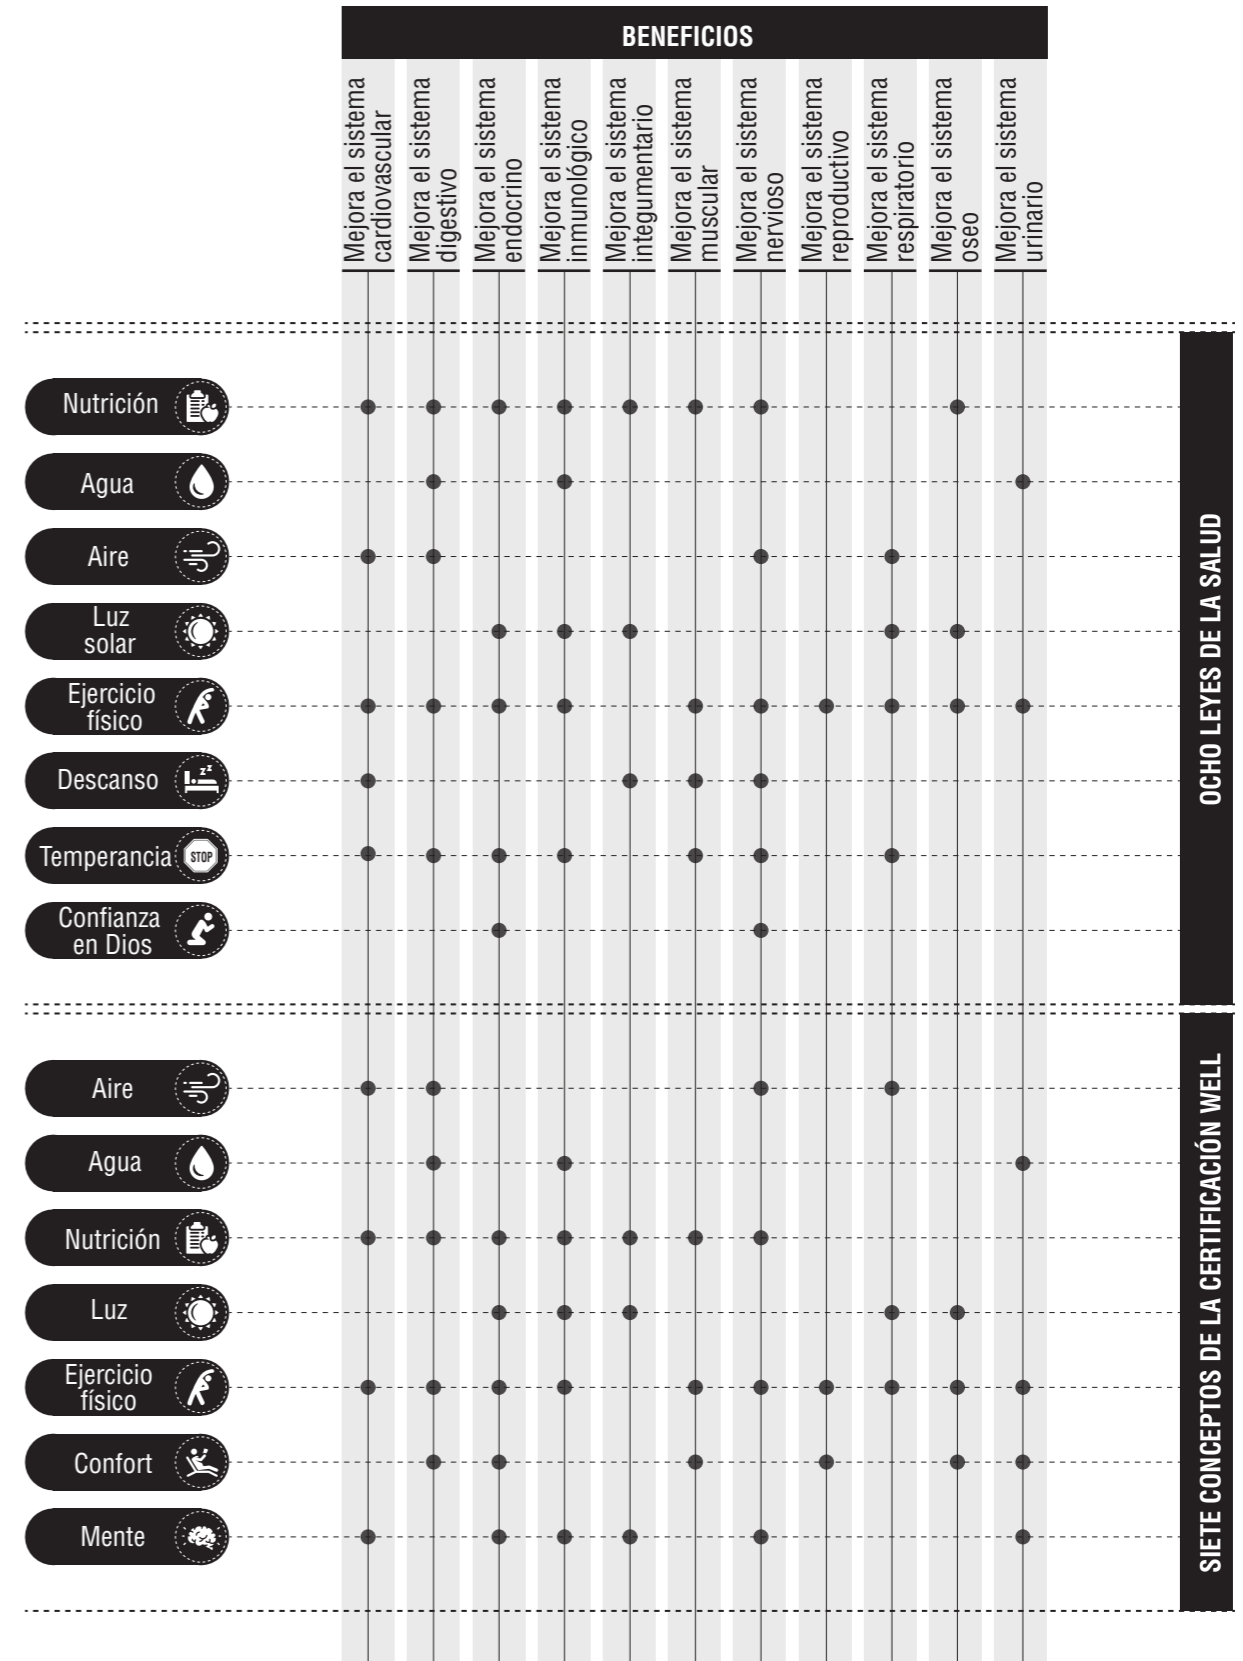 BENEFICIOS
Mejora el sistema
cardiovascular
Mejora el sistema
digestivo
Mejora el sistema
endocrino
Mejora el sistema
inmunológico
Mejora el sistema
integumentario
Mejora el sistema
muscular
Mejora el sistema
nervioso
Mejora el sistema
reproductivo
Mejora el sistema
respiratorio
Mejora el sistema
oseo
Mejora el sistema
urinario
OCHO LEYES DE LA SALUD
Nutrición
Agua
Aire
Luz
solar
Ejercicio
físico
Descanso
zz
Temperancia
STOP
Confianza
en Dios
SIETE CONCEPTOS DE LA CERTIFICACIÓN WELL
Aire
Agua
Nutrición
Luz
Ejercicio
físico
Confort
Mente